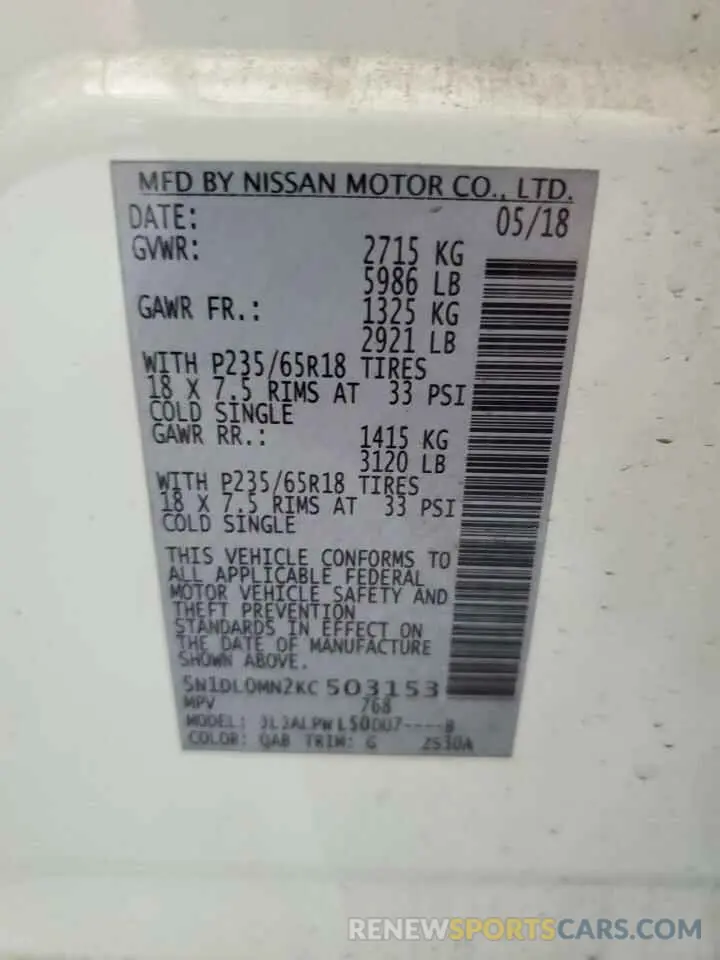 MFD BY NISSAN MOTOR CO., LTD.
DATE: 05/18
GVWR: 2715 KG
5986 LB
GAWR FR.: 1325 KG
2921 LB
WITH P235/65R18 TIRES
18 X 7.5 RIMS AT 33 PSI
COLD SINGLE
GAWR RR.: 1415 KG
3120 LB
WITH P235/65R18 TIRES
18 X 7.5 RIMS AT 33 PSI
COLD SINGLE
THIS VEHICLE CONFORMS TO
ALL APPLICABLE FEDERAL
MOTOR VEHICLE SAFETY AND
THEFT PREVENTION
STANDARDS IN EFFECT ON
THE DATE OF MANUFACTURE
SHOWN ABOVE.
5N1DL0MN2KC 503153
MPV 768
MODEL:
COLOR: QAB TRIM: G 2530A
RENEWSPORTSCARS.COM